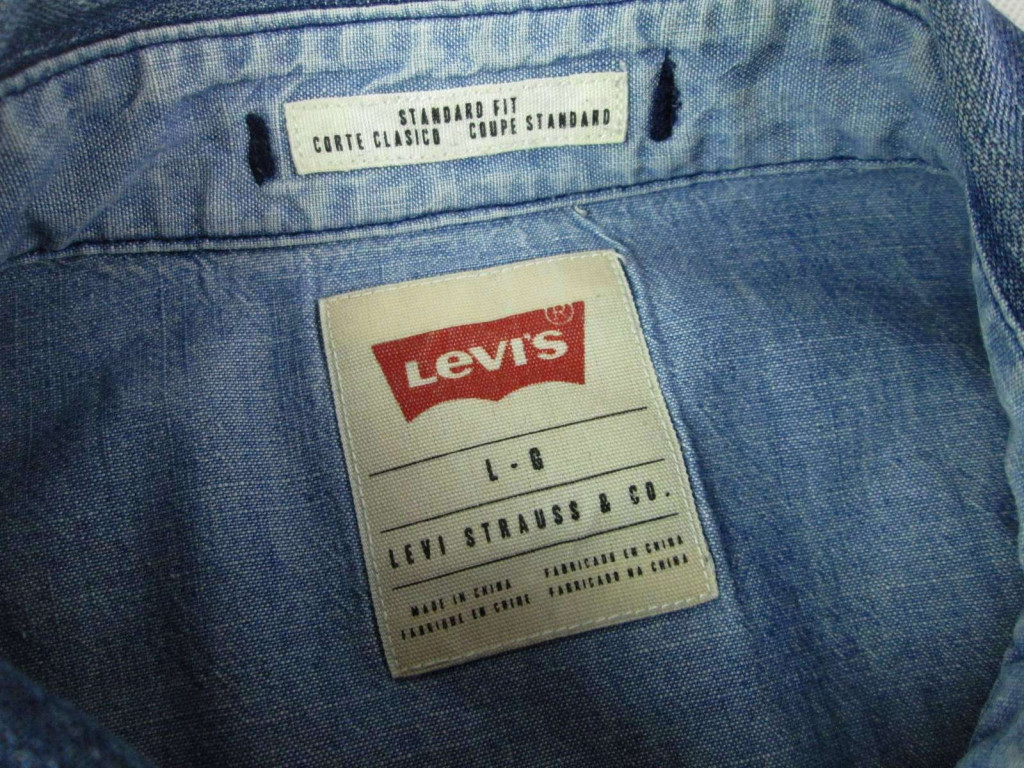 STANDARD FIT
CORTE CLASICO COUPE STANDARD
LEVI'S ®
L - G
LEVI STRAUSS & CO.
MADE IN CHINA FABRICADO EN CHINA
FABRIQUE EN CHINE FABRICADO NA CHINA